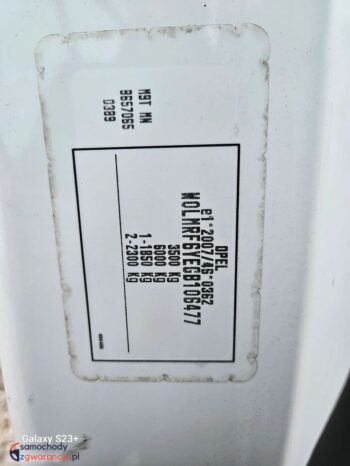 OPEL
e1*2007/46*0362
W0LMRF6YEGB106477
3500 Kg
6000 Kg
1-1850 Kg
2-2300 Kg
M9T MN
B657065
D389
Galaxy S23+
samochody
zgwarancja.pl